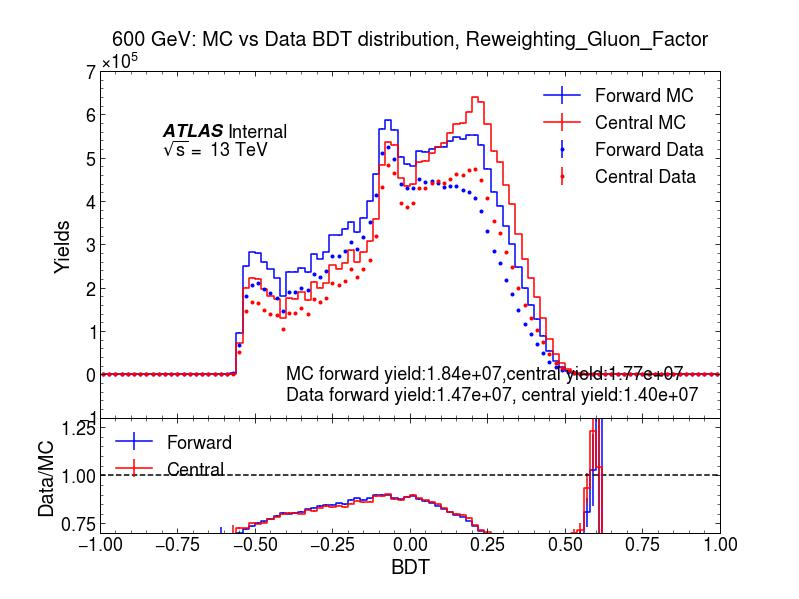 600 GeV: MC vs Data BDT distribution, Reweighting_Gluon_Factor
×10⁵
7
6
5
4
3
2
1
0
−1
Yields
ATLAS Internal
√s = 13 TeV
Forward MC
Central MC
Forward Data
Central Data
MC forward yield:1.84e+07,central yield:1.77e+07
Data forward yield:1.47e+07, central yield:1.40e+07
1.25
1.00
0.75
Data/MC
Forward
Central
−1.00 −0.75 −0.50 −0.25 0.00 0.25 0.50 0.75 1.00
BDT